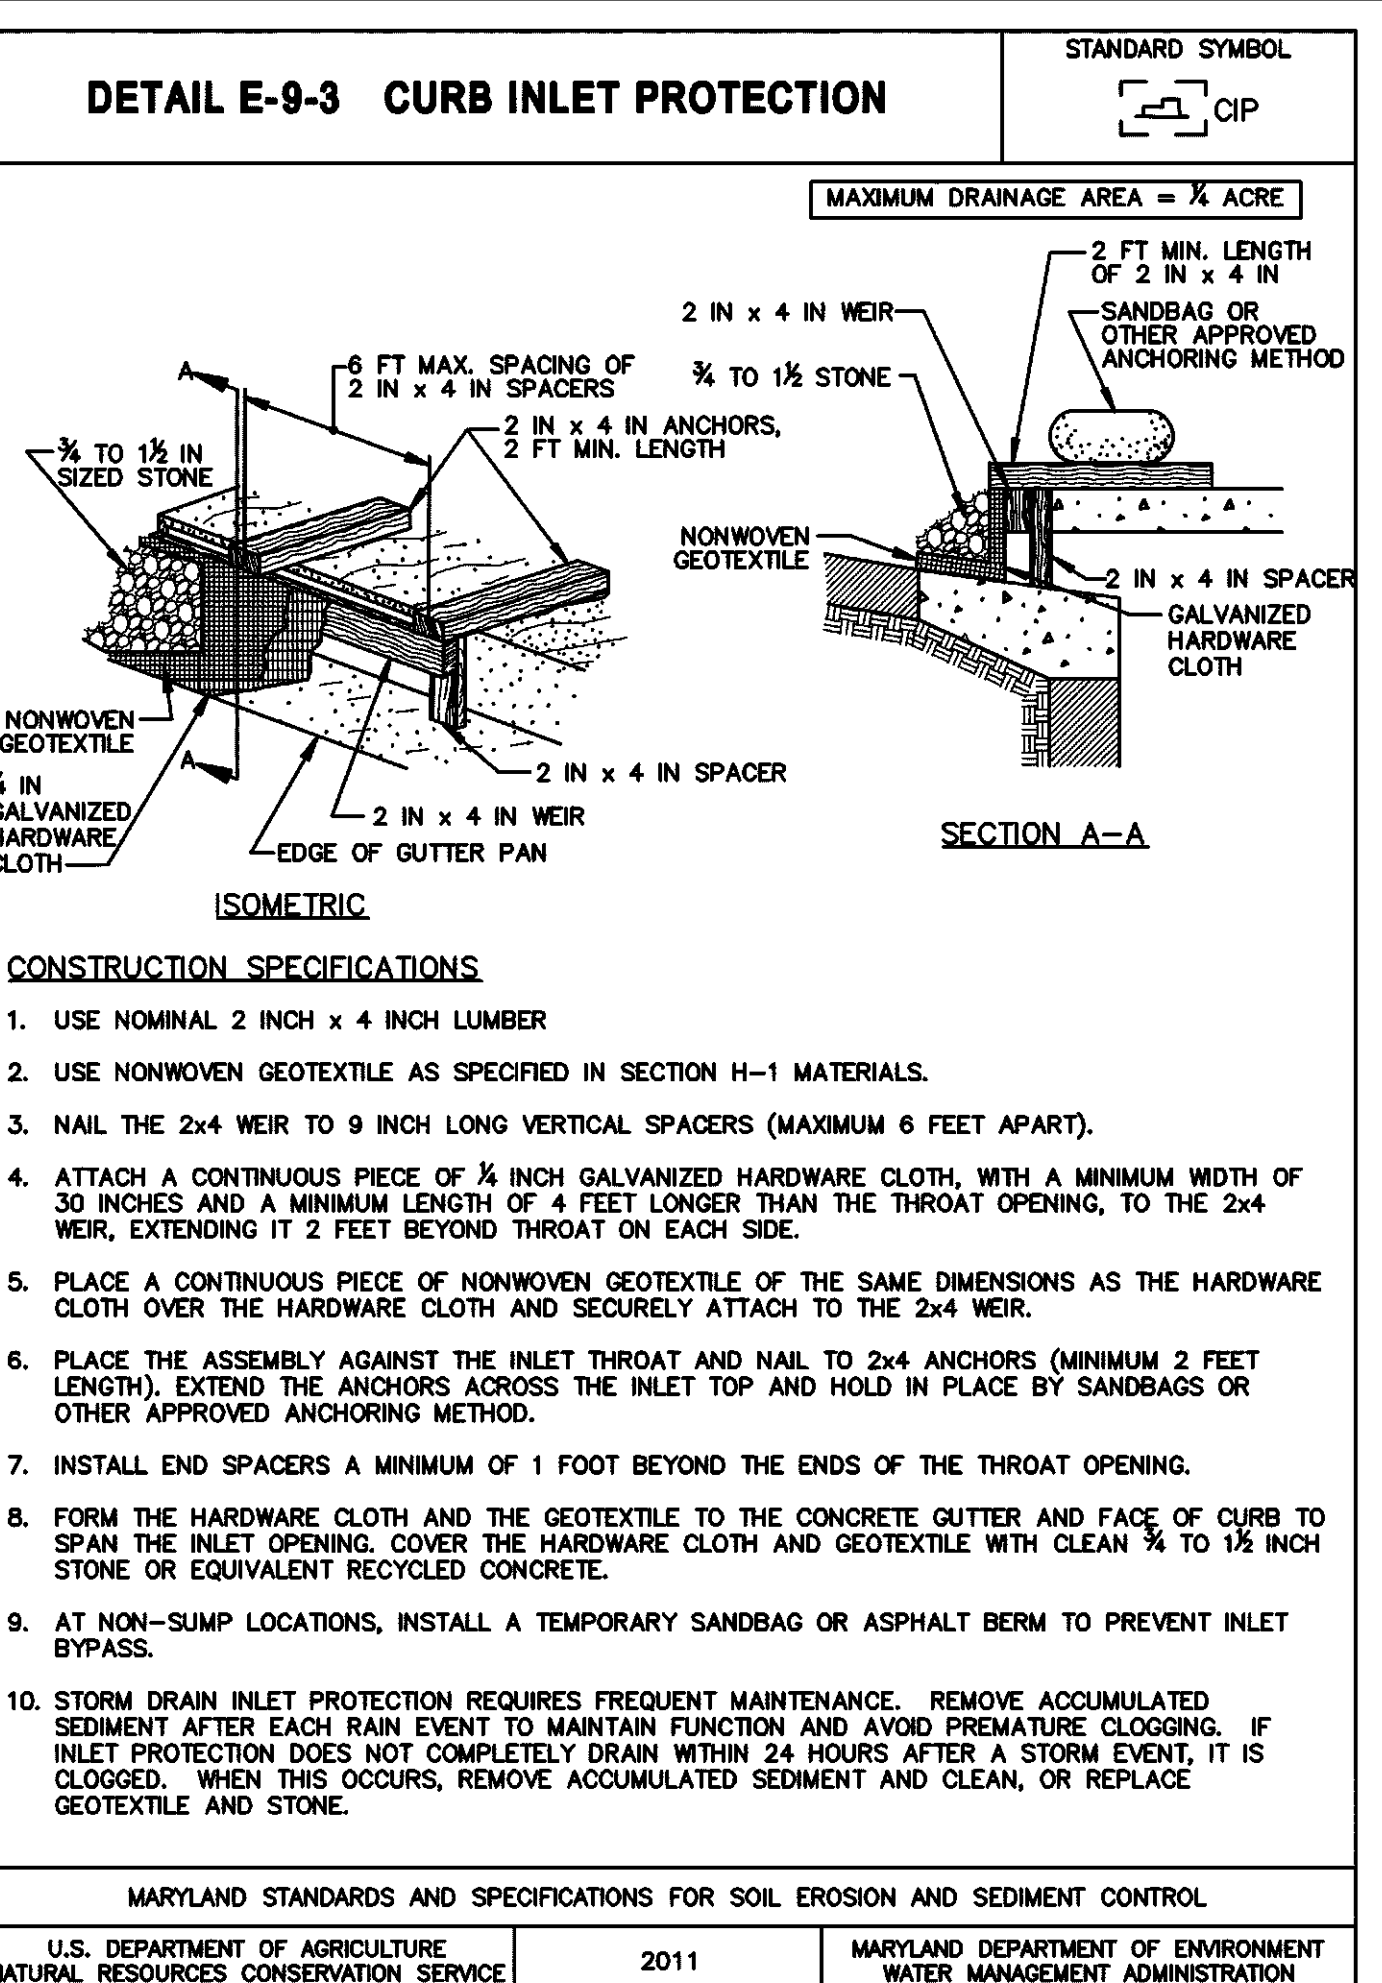 DETAIL E-9-3 CURB INLET PROTECTION
STANDARD SYMBOL
CIP
MAXIMUM DRAINAGE AREA = ¼ ACRE
2 FT MIN. LENGTH
OF 2 IN x 4 IN
2 IN x 4 IN WEIR
SANDBAG OR
OTHER APPROVED
ANCHORING METHOD
¾ TO 1½ STONE
NONWOVEN
GEOTEXTILE
2 IN x 4 IN SPACER
GALVANIZED
HARDWARE
CLOTH
SECTION A-A
A
6 FT MAX. SPACING OF
2 IN x 4 IN SPACERS
2 IN x 4 IN ANCHORS,
2 FT MIN. LENGTH
¾ TO 1½ IN
SIZED STONE
NONWOVEN
GEOTEXTILE
A
IN
GALVANIZED
HARDWARE
CLOTH
2 IN x 4 IN SPACER
2 IN x 4 IN WEIR
EDGE OF GUTTER PAN
ISOMETRIC
CONSTRUCTION SPECIFICATIONS
1. USE NOMINAL 2 INCH x 4 INCH LUMBER
2. USE NONWOVEN GEOTEXTILE AS SPECIFIED IN SECTION H-1 MATERIALS.
3. NAIL THE 2x4 WEIR TO 9 INCH LONG VERTICAL SPACERS (MAXIMUM 6 FEET APART).
4. ATTACH A CONTINUOUS PIECE OF ¼ INCH GALVANIZED HARDWARE CLOTH, WITH A MINIMUM WIDTH OF
30 INCHES AND A MINIMUM LENGTH OF 4 FEET LONGER THAN THE THROAT OPENING, TO THE 2x4
WEIR, EXTENDING IT 2 FEET BEYOND THROAT ON EACH SIDE.
5. PLACE A CONTINUOUS PIECE OF NONWOVEN GEOTEXTILE OF THE SAME DIMENSIONS AS THE HARDWARE
CLOTH OVER THE HARDWARE CLOTH AND SECURELY ATTACH TO THE 2x4 WEIR.
6. PLACE THE ASSEMBLY AGAINST THE INLET THROAT AND NAIL TO 2x4 ANCHORS (MINIMUM 2 FEET
LENGTH). EXTEND THE ANCHORS ACROSS THE INLET TOP AND HOLD IN PLACE BY SANDBAGS OR
OTHER APPROVED ANCHORING METHOD.
7. INSTALL END SPACERS A MINIMUM OF 1 FOOT BEYOND THE ENDS OF THE THROAT OPENING.
8. FORM THE HARDWARE CLOTH AND THE GEOTEXTILE TO THE CONCRETE GUTTER AND FACE OF CURB TO
SPAN THE INLET OPENING. COVER THE HARDWARE CLOTH AND GEOTEXTILE WITH CLEAN ¾ TO 1½ INCH
STONE OR EQUIVALENT RECYCLED CONCRETE.
9. AT NON-SUMP LOCATIONS, INSTALL A TEMPORARY SANDBAG OR ASPHALT BERM TO PREVENT INLET
BYPASS.
10. STORM DRAIN INLET PROTECTION REQUIRES FREQUENT MAINTENANCE. REMOVE ACCUMULATED
SEDIMENT AFTER EACH RAIN EVENT TO MAINTAIN FUNCTION AND AVOID PREMATURE CLOGGING. IF
INLET PROTECTION DOES NOT COMPLETELY DRAIN WITHIN 24 HOURS AFTER A STORM EVENT, IT IS
CLOGGED. WHEN THIS OCCURS, REMOVE ACCUMULATED SEDIMENT AND CLEAN, OR REPLACE
GEOTEXTILE AND STONE.
MARYLAND STANDARDS AND SPECIFICATIONS FOR SOIL EROSION AND SEDIMENT CONTROL
U.S. DEPARTMENT OF AGRICULTURE
NATURAL RESOURCES CONSERVATION SERVICE
2011
MARYLAND DEPARTMENT OF ENVIRONMENT
WATER MANAGEMENT ADMINISTRATION